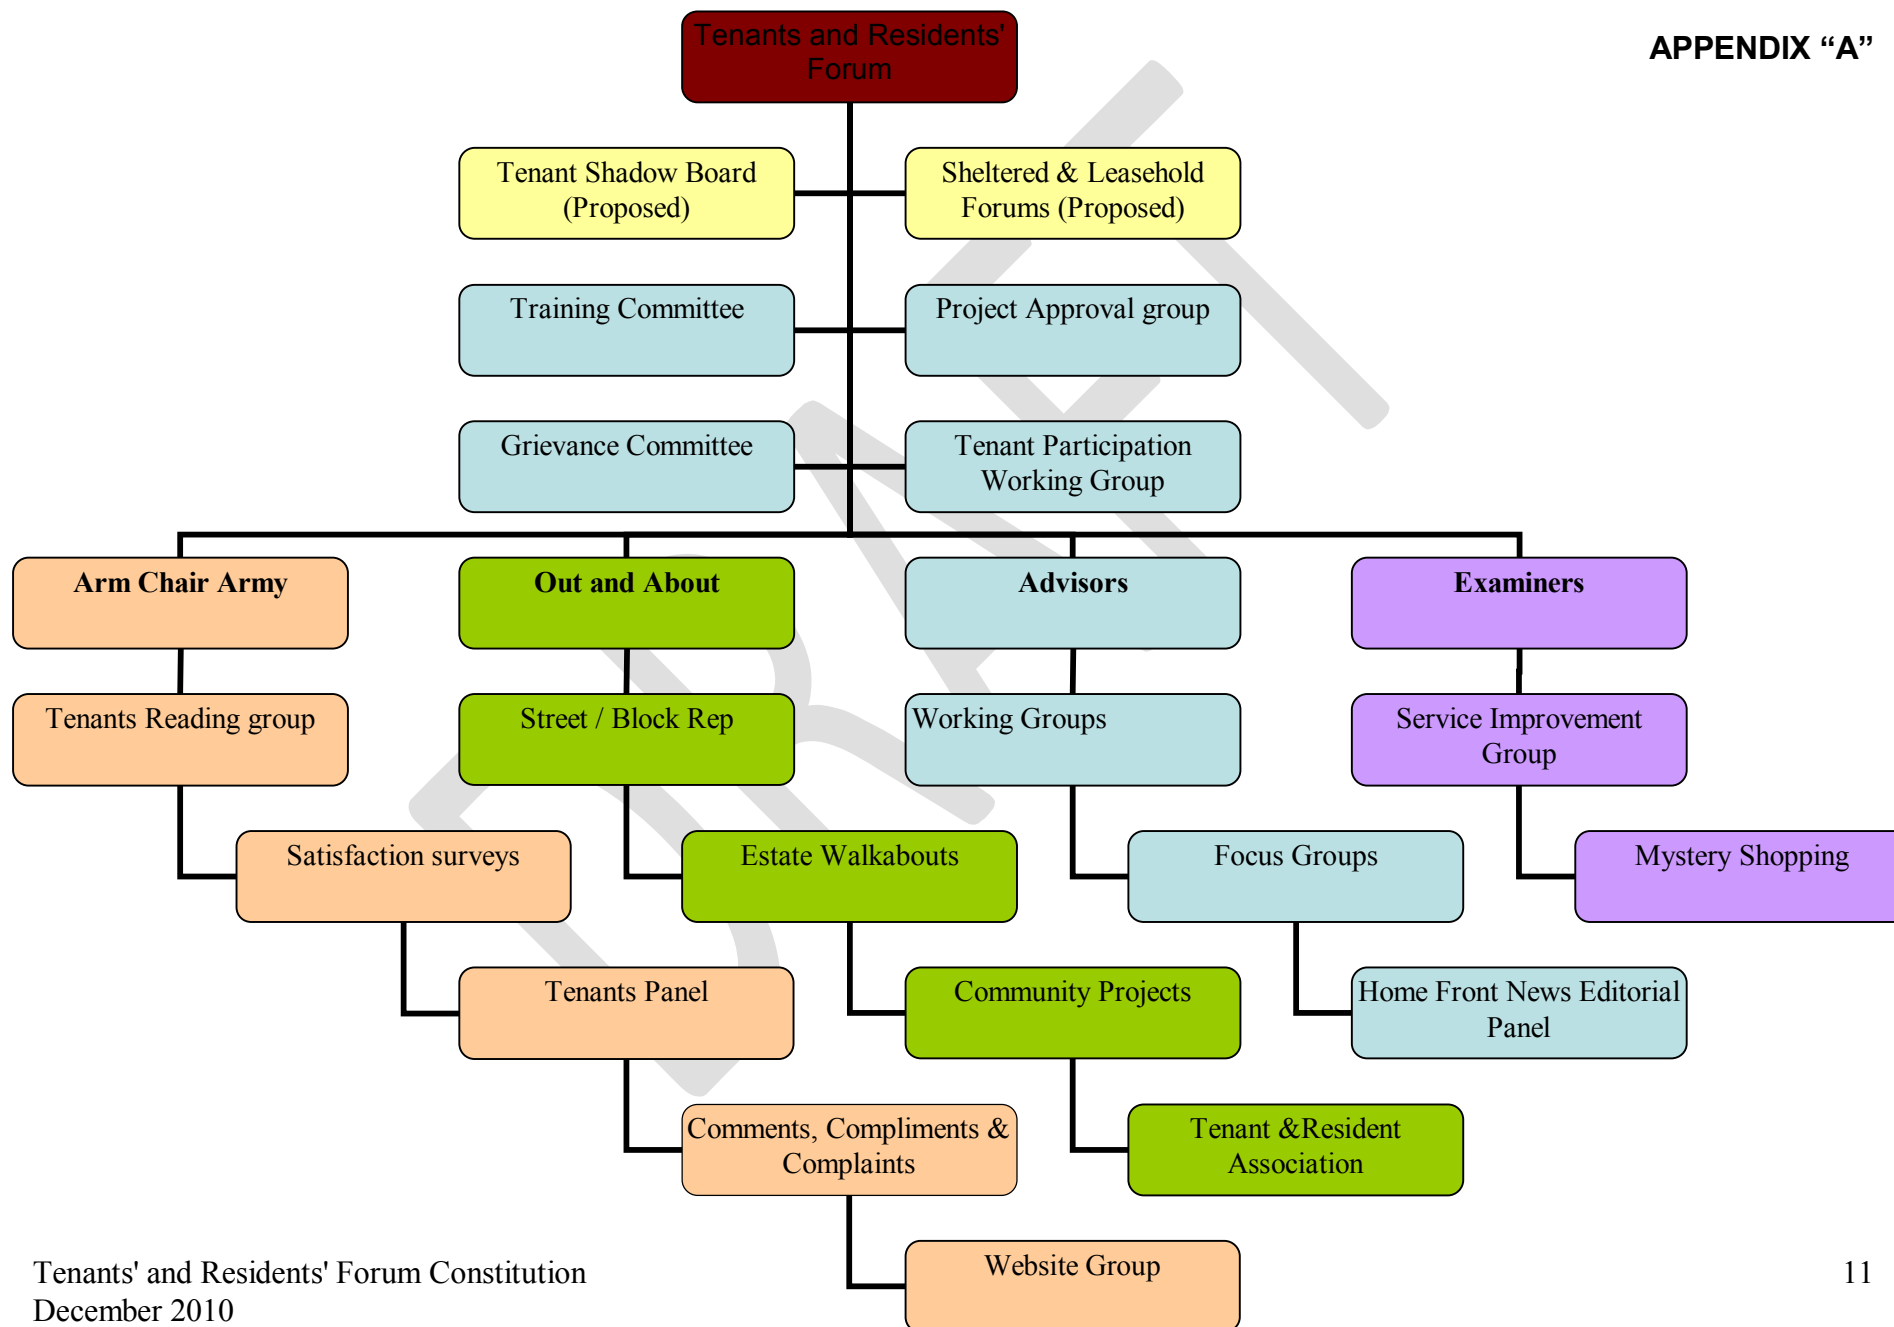 Tenants and Residents'
Forum
APPENDIX “A”
Tenant Shadow Board
(Proposed)
Sheltered & Leasehold
Forums (Proposed)
Training Committee
Project Approval group
Grievance Committee
Tenant Participation
Working Group
Arm Chair Army
Out and About
Advisors
Examiners
Tenants Reading group
Street / Block Rep
Working Groups
Service Improvement
Group
Satisfaction surveys
Estate Walkabouts
Focus Groups
Mystery Shopping
Tenants Panel
Community Projects
Home Front News Editorial
Panel
Comments, Compliments &
Complaints
Tenant &Resident
Association
Website Group
Tenants' and Residents' Forum Constitution
December 2010
11
DRAFT